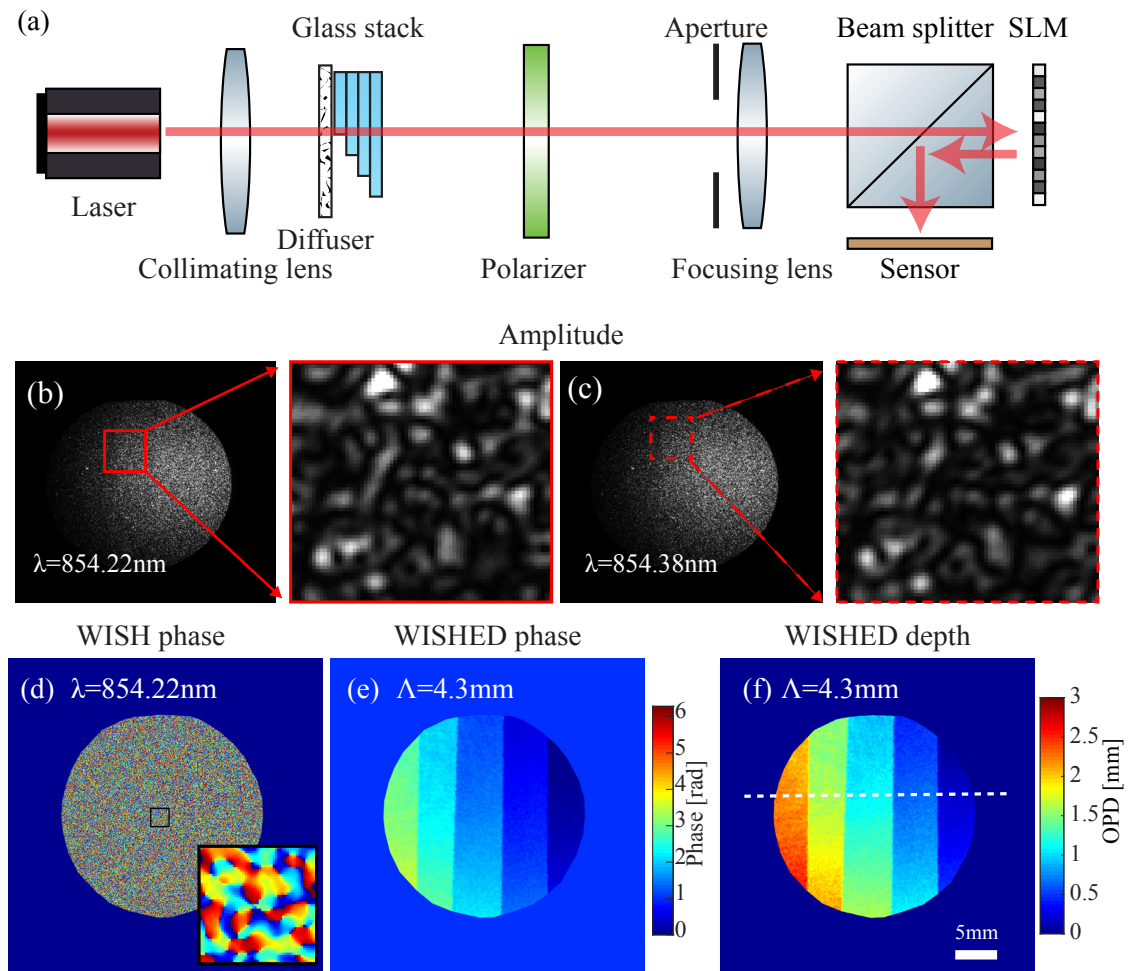 (a)
Glass stack
Aperture
Beam splitter
SLM
Laser
Diffuser
Collimating lens
Polarizer
Focusing lens
Sensor
Amplitude
(b)
λ=854.22nm
(c)
λ=854.38nm
WISH phase
WISHED phase
WISHED depth
(d) λ=854.22nm
(e) Λ=4.3mm
6
5
4
3
2
1
0
Phase [rad]
(f) Λ=4.3mm
5mm
3
2.5
2
1.5
1
0.5
0
OPD [mm]